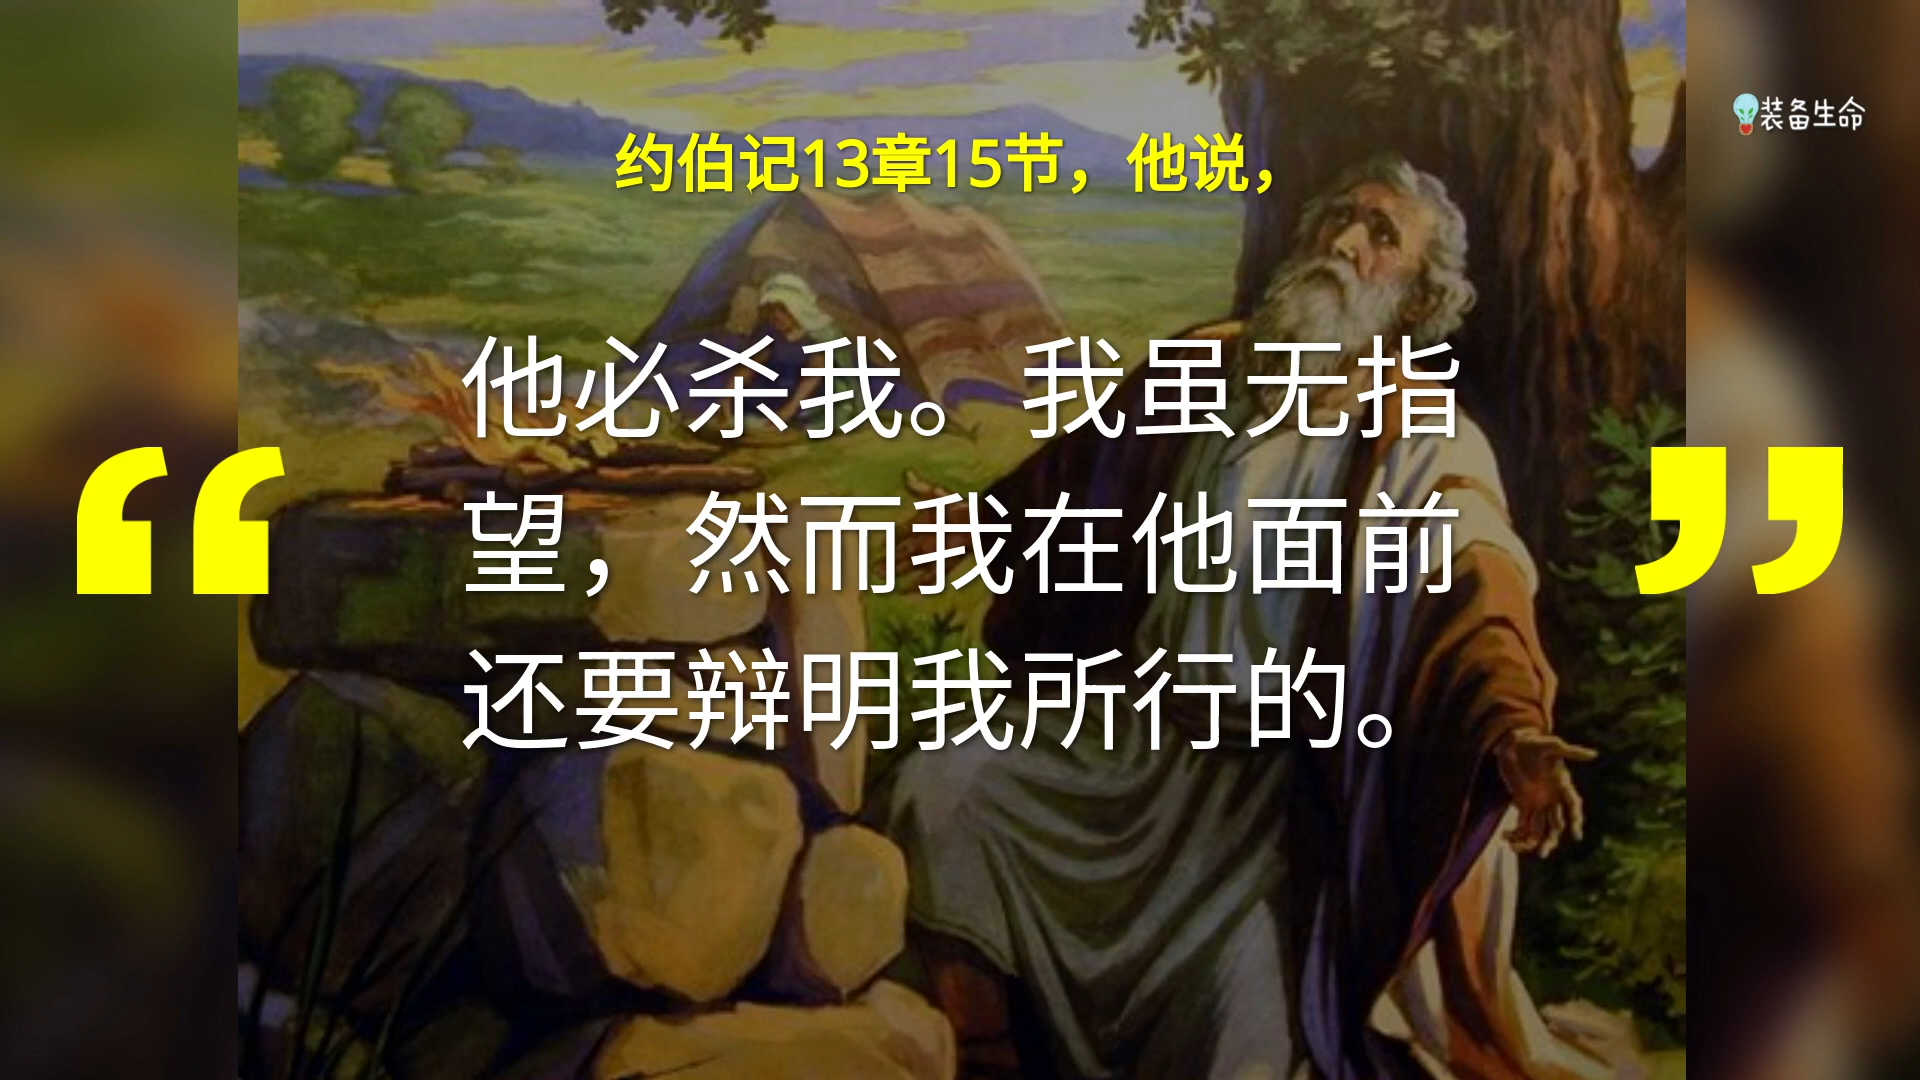 装备生命
约伯记13章15节，他说，
“他必杀我。我虽无指
望，然而我在他面前
还要辩明我所行的。”